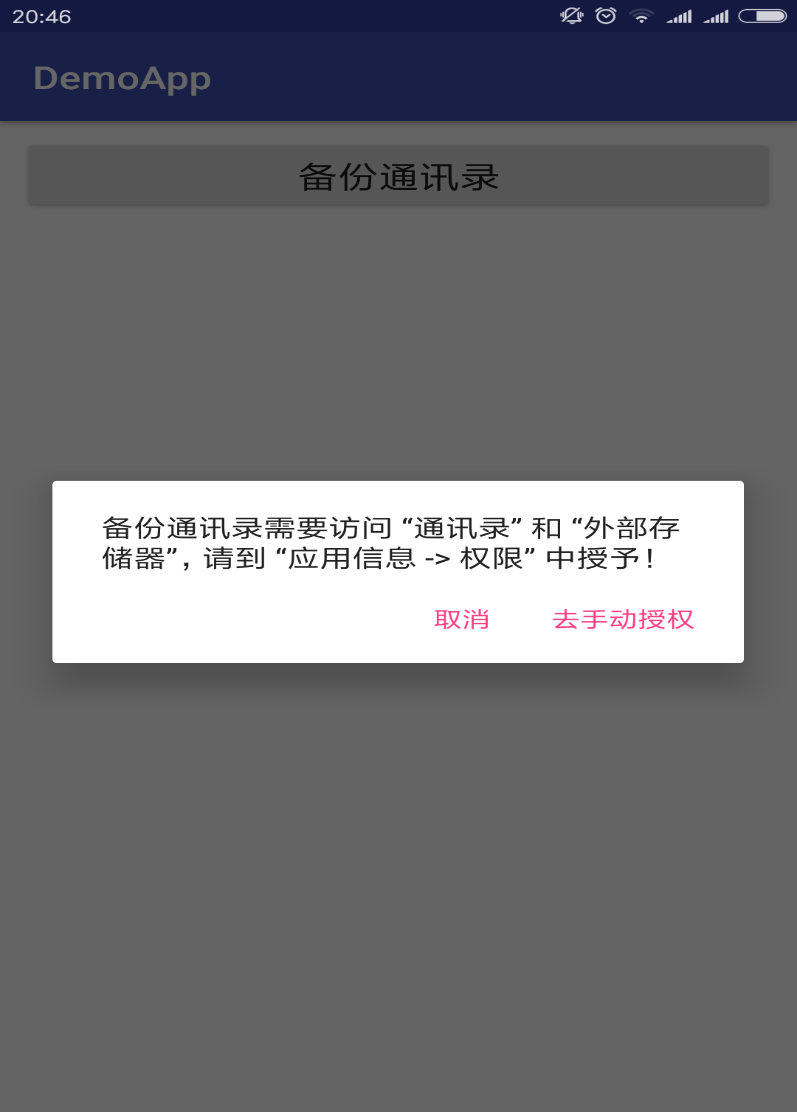 20:46
DemoApp
备份通讯录
备份通讯录需要访问 “通讯录” 和 “外部存
储器”, 请到 “应用信息 -> 权限” 中授予!
取消 去手动授权